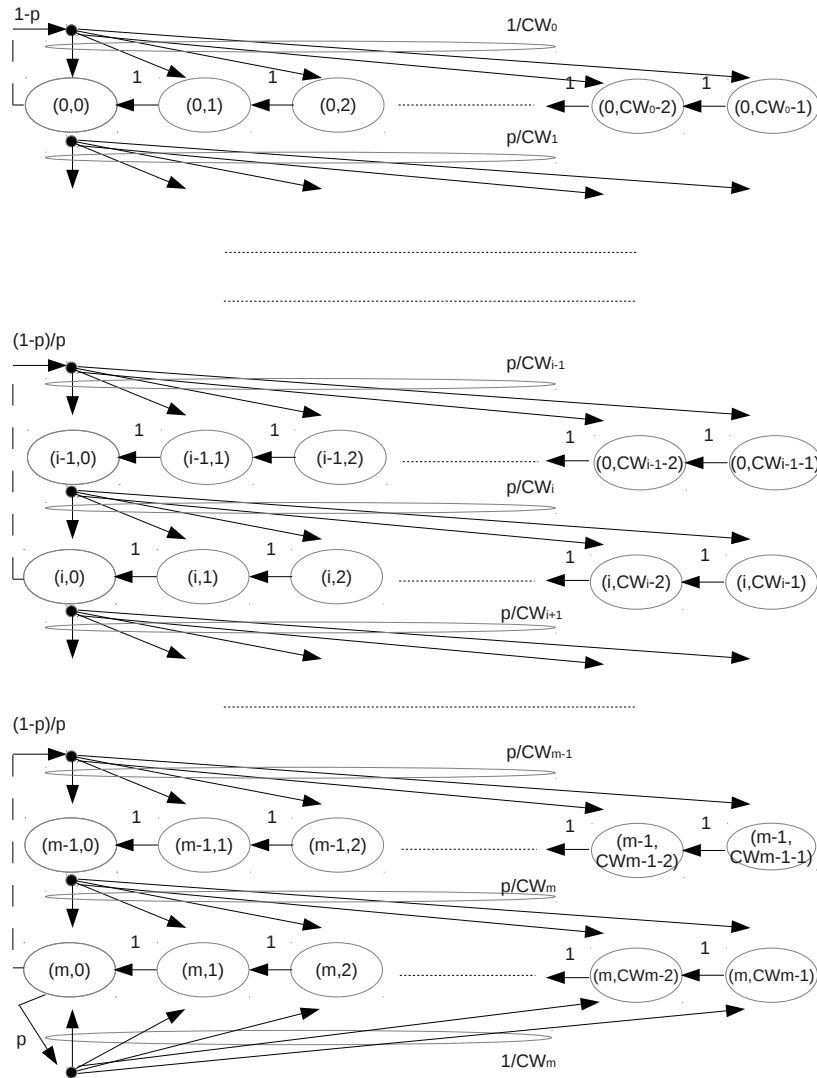 1-p
1/CW₀
1 1 1 1
(0,0) (0,1) (0,2) (0,CW₀-2) (0,CW₀-1)
p/CW₁
(1-p)/p
p/CWᵢ₋₁
1 1 1 1
(i-1,0) (i-1,1) (i-1,2) (0,CWᵢ₋₁-2) (0,CWᵢ₋₁-1)
p/CWᵢ
1 1 1 1
(i,0) (i,1) (i,2) (i,CWᵢ-2) (i,CWᵢ-1)
p/CWᵢ₊₁
(1-p)/p
p/CWₘ₋₁
1 1 1 1
(m-1,0) (m-1,1) (m-1,2) (m-1, (m-1,
CWm-1-2) CWm-1-1)
p/CWₘ
1 1 1 1
(m,0) (m,1) (m,2) (m,CWm-2) (m,CWm-1)
p
1/CWₘ